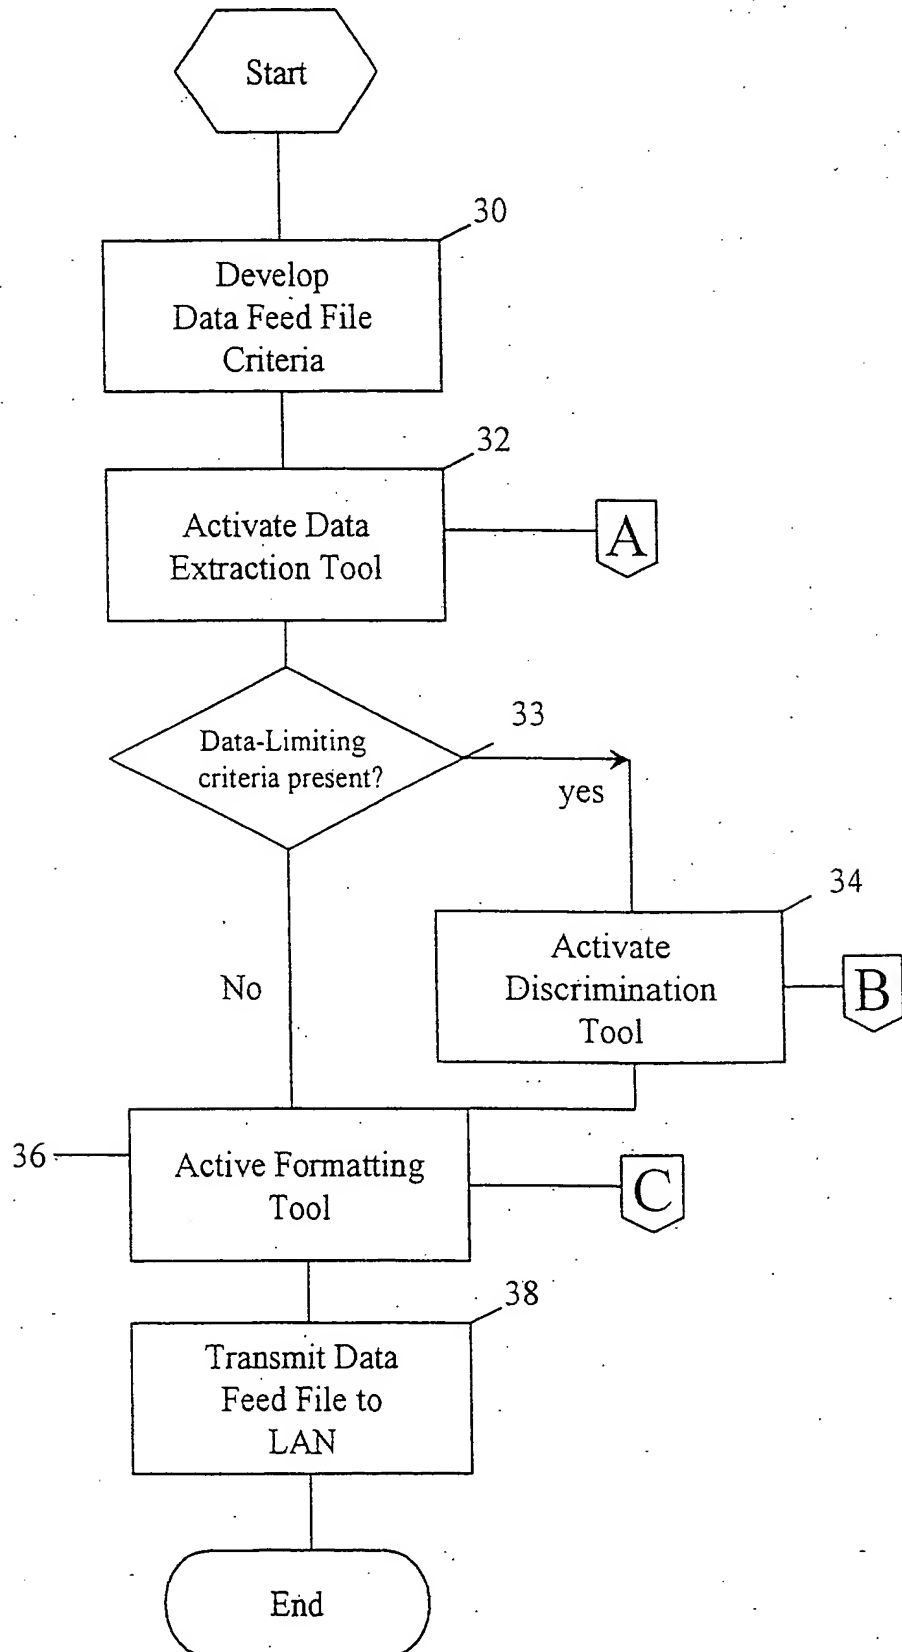 Start
30
Develop
Data Feed File
Criteria
32
Activate Data
Extraction Tool
A
33
Data-Limiting
criteria present?
yes
34
Activate
Discrimination
Tool
B
No
36
Active Formatting
Tool
C
38
Transmit Data
Feed File to
LAN
End